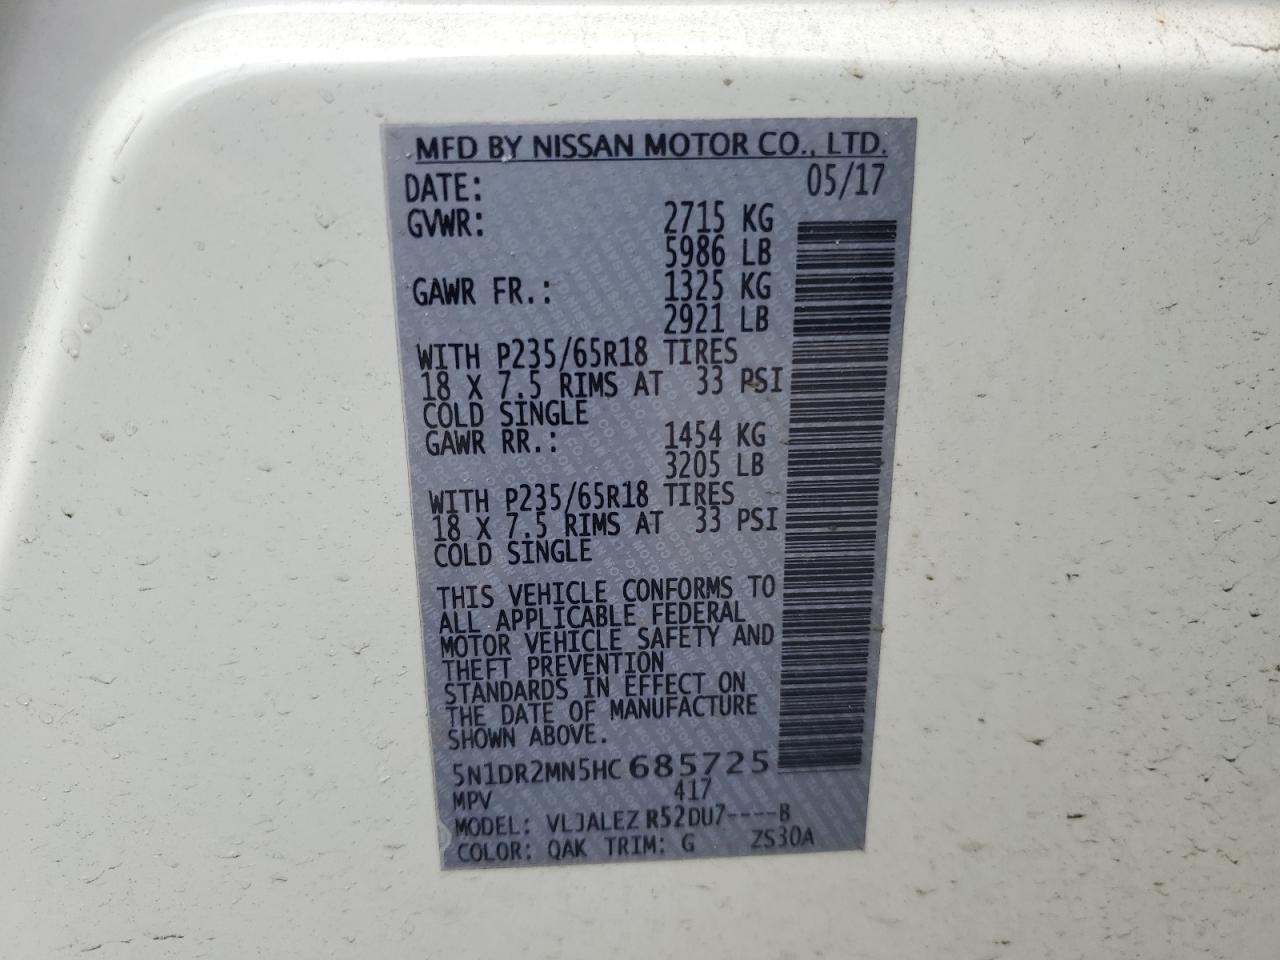 MFD BY NISSAN MOTOR CO., LTD.
DATE: 05/17
GVWR: 2715 KG
5986 LB
GAWR FR.: 1325 KG
2921 LB
WITH P235/65R18 TIRES
18 X 7.5 RIMS AT 33 PSI
COLD SINGLE
GAWR RR.: 1454 KG
3205 LB
WITH P235/65R18 TIRES
18 X 7.5 RIMS AT 33 PSI
COLD SINGLE
THIS VEHICLE CONFORMS TO
ALL APPLICABLE FEDERAL
MOTOR VEHICLE SAFETY AND
THEFT PREVENTION
STANDARDS IN EFFECT ON
THE DATE OF MANUFACTURE
SHOWN ABOVE.
5N1DR2MN5HC 685725
MPV 417
MODEL: VLJALEZ R52DU7----B
COLOR: QAK TRIM: G ZS30A